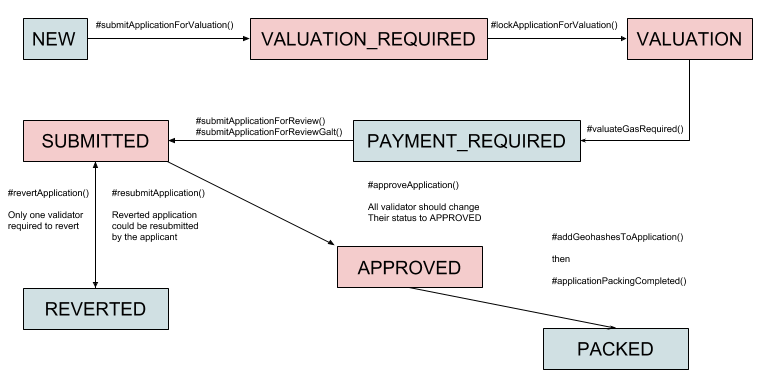 NEW
#submitApplicationForValuation()
VALUATION_REQUIRED
#lockApplicationForValuation()
VALUATION
#valuateGasRequired()
PAYMENT_REQUIRED
#submitApplicationForReview()
#submitApplicationForReviewGalt()
SUBMITTED
#revertApplication()
Only one validator
required to revert
#resubmitApplication()
Reverted application
could be resubmitted
by the applicant
REVERTED
#approveApplication()
All validator should change
Their status to APPROVED
APPROVED
#addGeohashesToApplication()
then
#applicationPackingCompleted()
PACKED